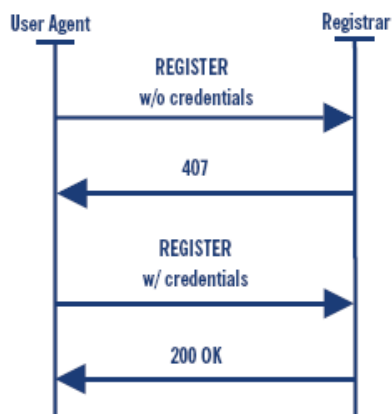 User Agent
Registrar
REGISTER
w/o credentials
407
REGISTER
w/ credentials
200 OK